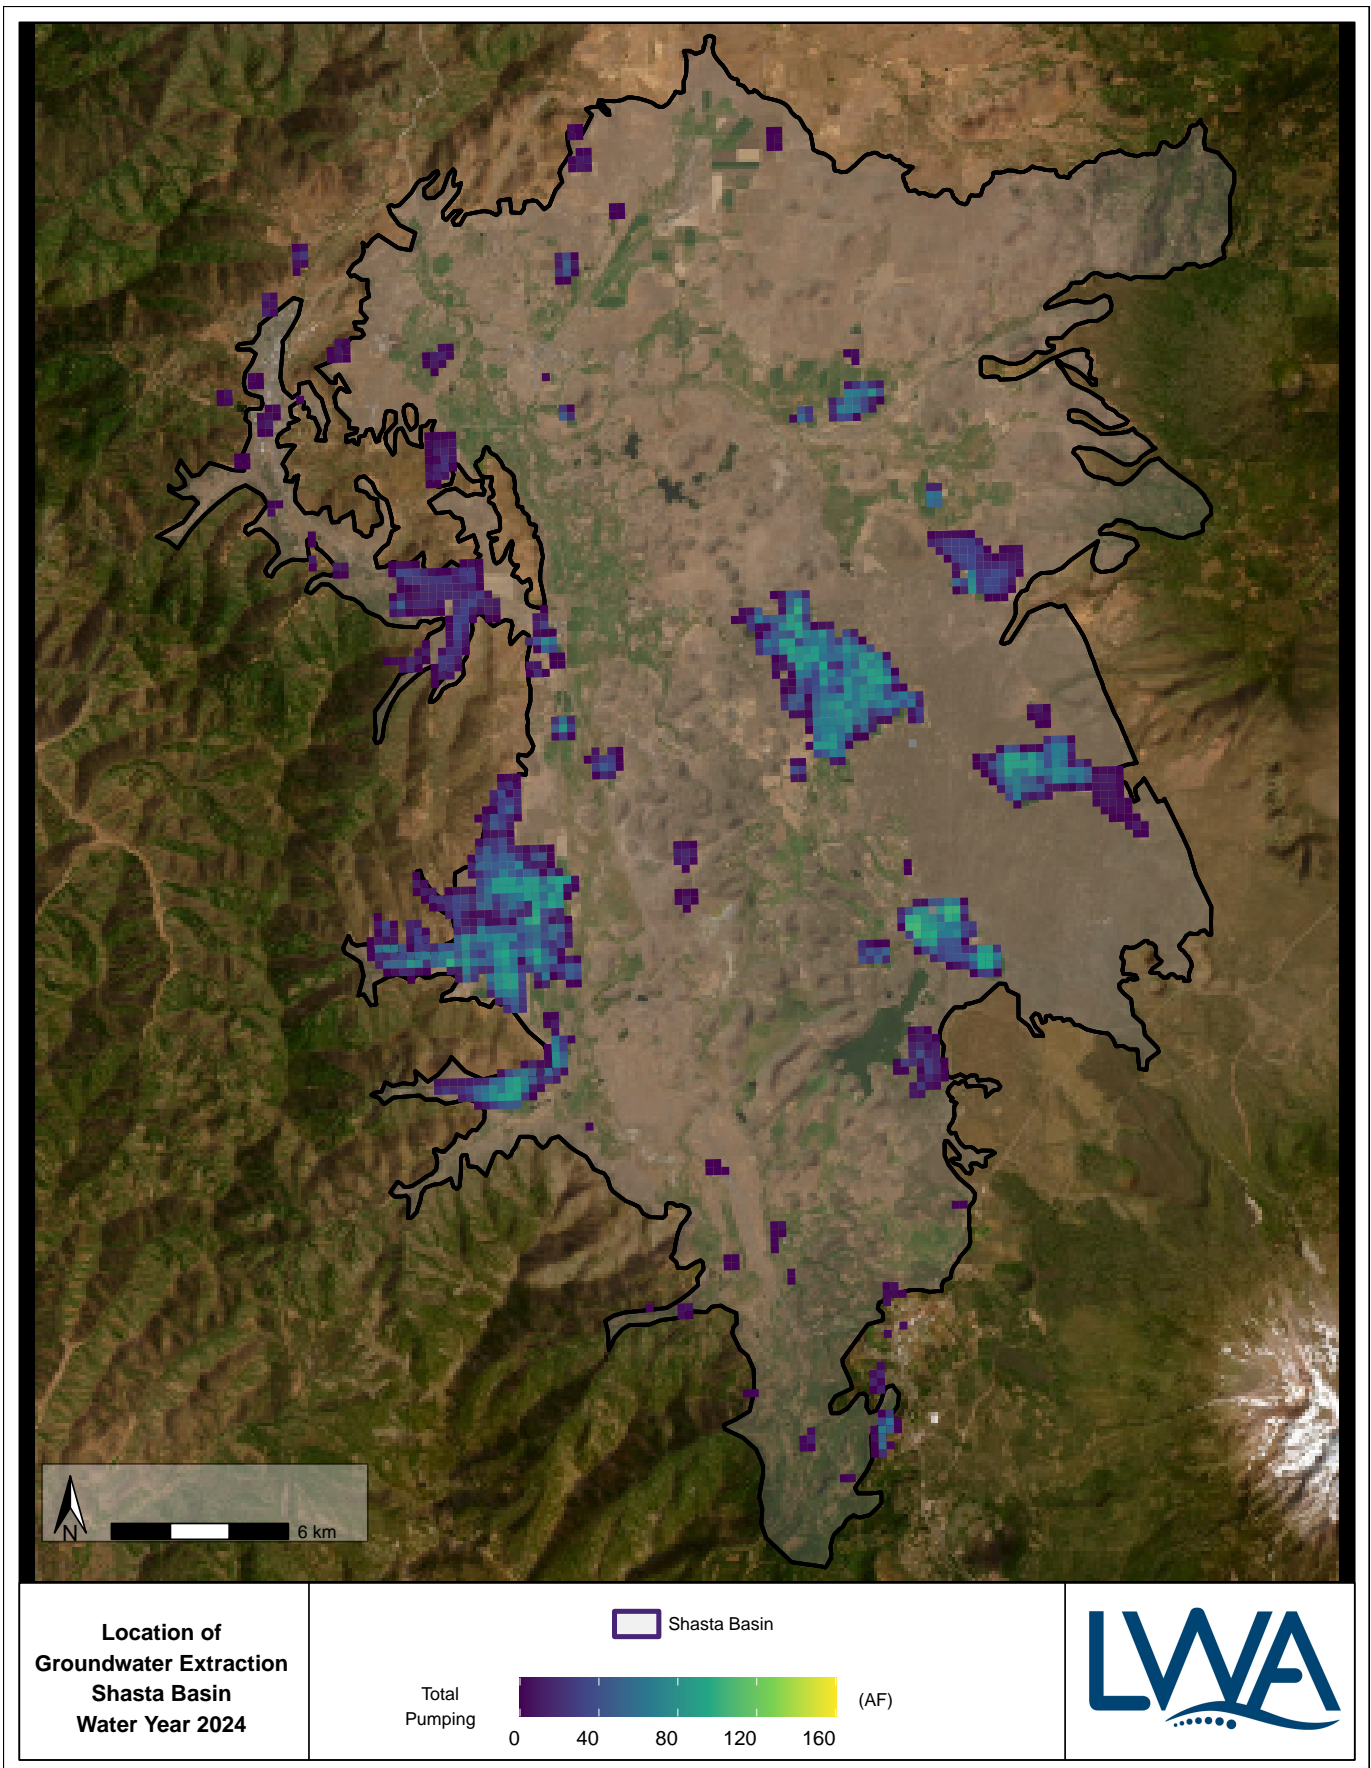 N
6 km
Location of
Groundwater Extraction
Shasta Basin
Water Year 2024
Shasta Basin
Total
Pumping
(AF)
0 40 80 120 160
LWA